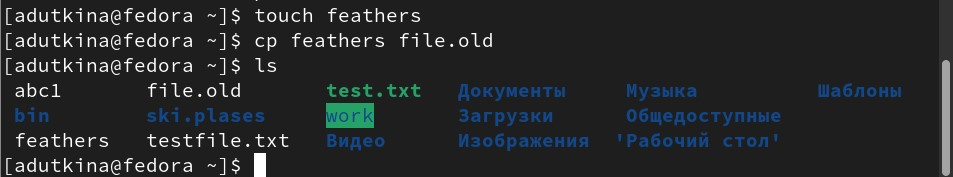 [adutkina@fedora ~]$ touch feathers
[adutkina@fedora ~]$ cp feathers file.old
[adutkina@fedora ~]$ ls
abc1 file.old test.txt Документы Музыка Шаблоны
bin ski.plases work Загрузки Общедоступные
feathers testfile.txt Видео Изображения 'Рабочий стол'
[adutkina@fedora ~]$